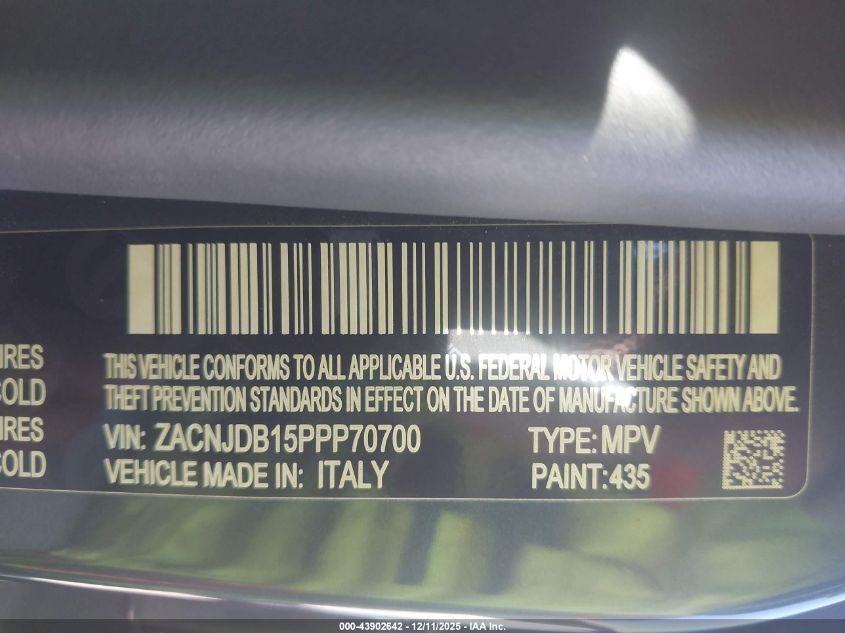 THIS VEHICLE CONFORMS TO ALL APPLICABLE U.S. FEDERAL MOTOR VEHICLE SAFETY AND
IRES
THEFT PREVENTION STANDARDS IN EFFECT ON THE DATE OF MANUFACTURE SHOWN ABOVE.
COLD
VIN: ZACNJDB15PPP70700 TYPE: MPV
IRES
VEHICLE MADE IN: ITALY PAINT: 435
COLD
000-43902642 - 12/11/2025 - IAA Inc.